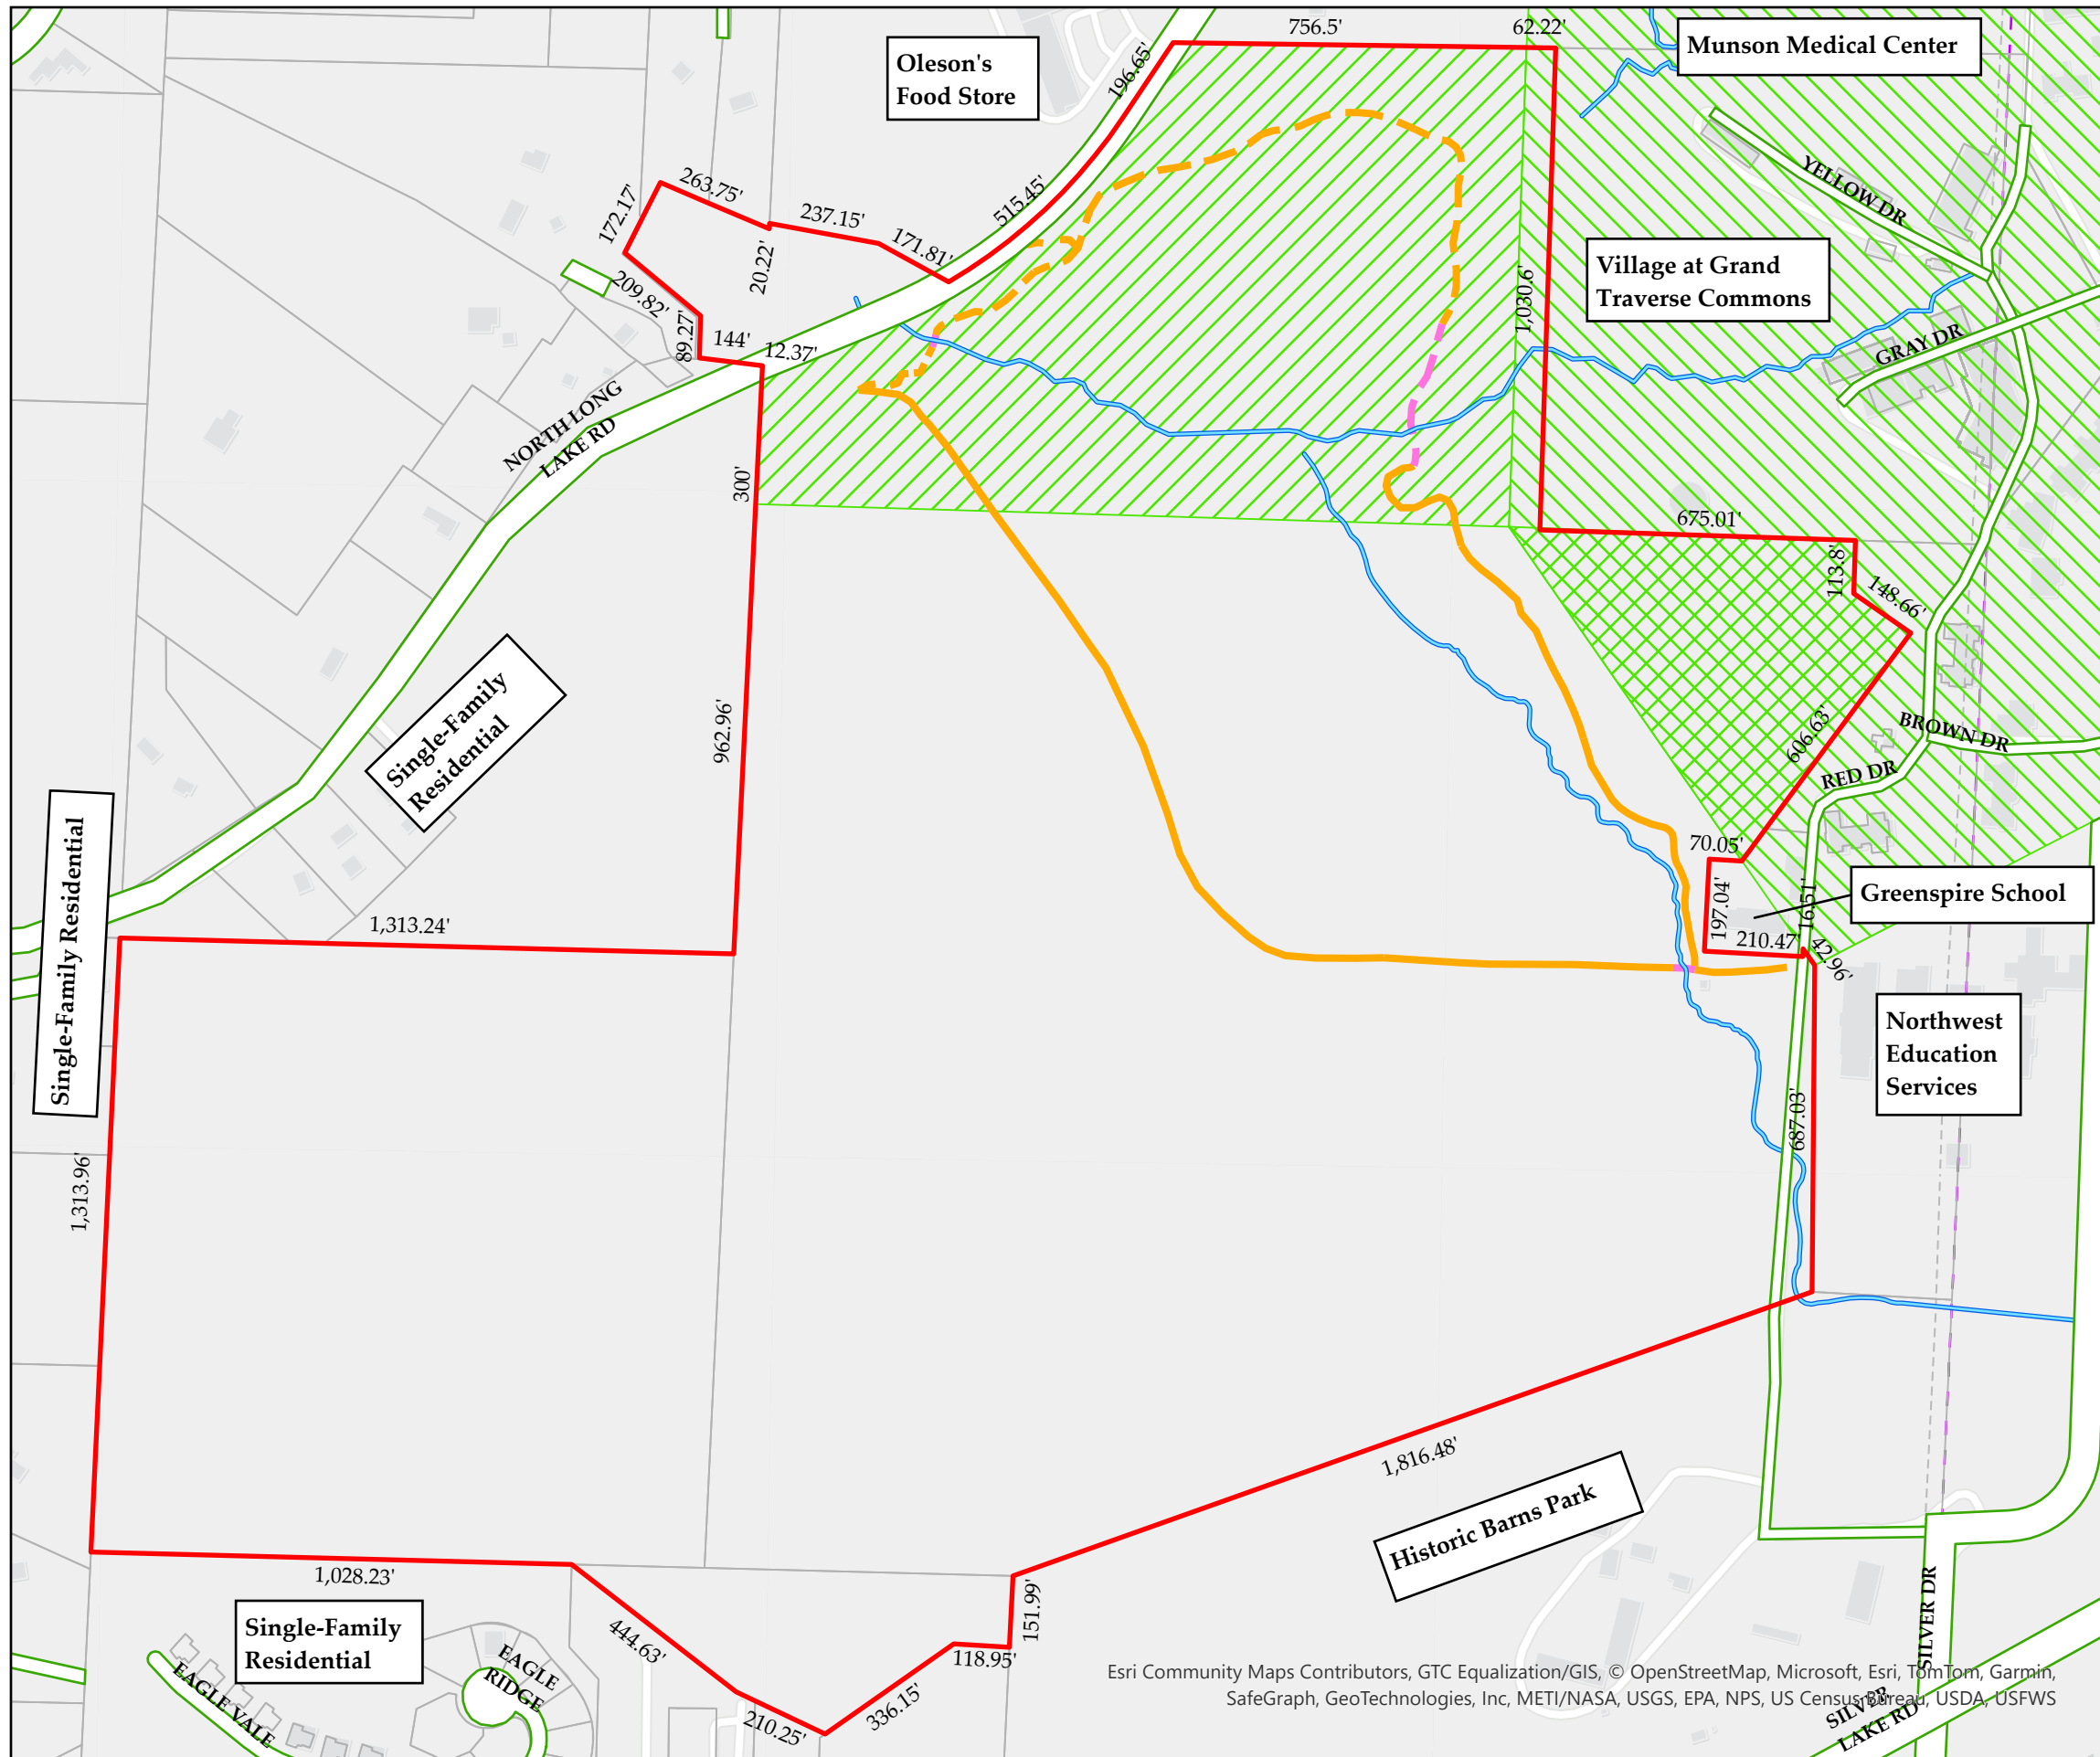 756.5'
62.22'
Munson Medical Center
Oleson's
Food Store
196.65'
YELLOW DR
263.75'
172.17'
237.15'
515.45'
171.81'
20.22'
Village at Grand
Traverse Commons
1,030.6'
209.82'
89.27'
144'
12.37'
GRAY DR
NORTH LONG
LAKE RD
300'
675.01'
113.8'
148.66'
Single-Family
Residential
962.96'
606.63'
BROWN DR
RED DR
70.05'
Greenspire School
197.04'
16.51'
210.47'
42.96'
Single-Family Residential
1,313.24'
Northwest
Education
Services
687.03'
1,313.96'
1,816.48'
Historic Barns Park
1,028.23'
Single-Family
Residential
444.63'
151.99'
118.95'
336.15'
210.25'
EAGLE
RIDGE
EAGLE VALE
SILVER DR
Esri Community Maps Contributors, GTC Equalization/GIS, © OpenStreetMap, Microsoft, Esri, TomTom, Garmin,
SafeGraph, GeoTechnologies, Inc, METI/NASA, USGS, EPA, NPS, US Census Bureau, USDA, USFWS
SILVER
LAKE RD